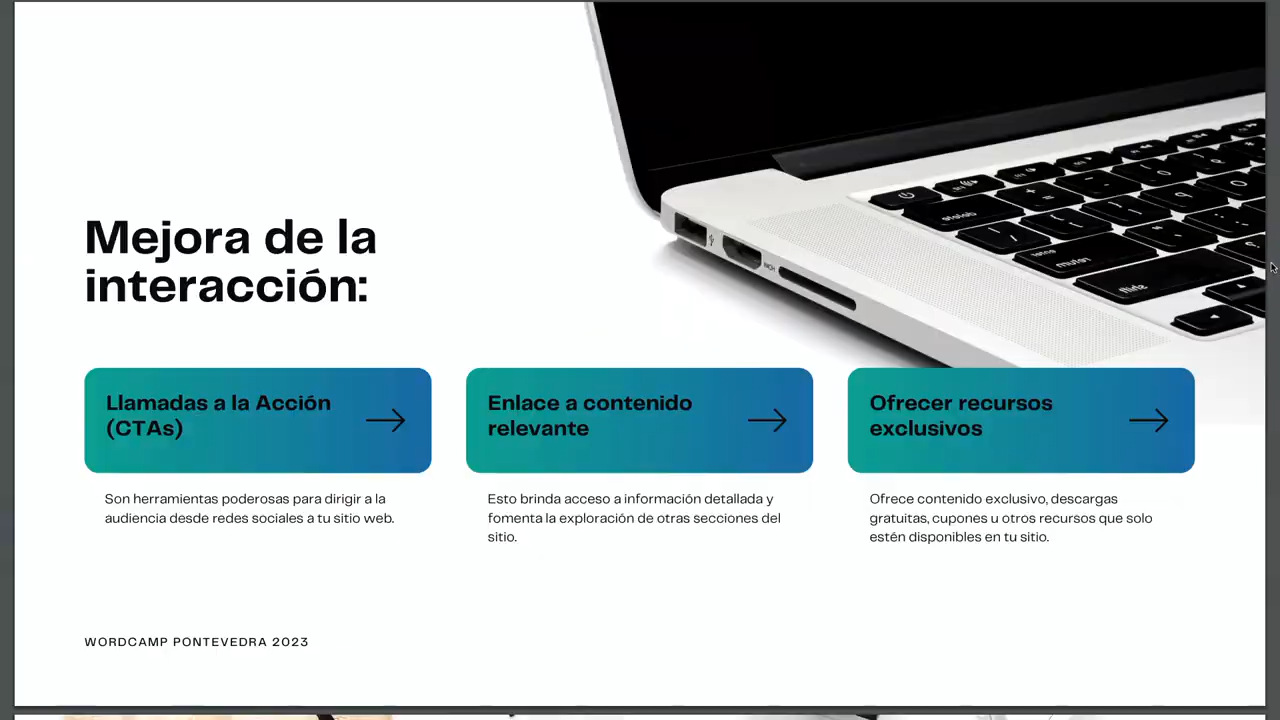 Mejora de la
interacción:
Llamadas a la Acción
(CTAs)
Son herramientas poderosas para dirigir a la
audiencia desde redes sociales a tu sitio web.
Enlace a contenido
relevante
Esto brinda acceso a información detallada y
fomenta la exploración de otras secciones del
sitio.
Ofrecer recursos
exclusivos
Ofrece contenido exclusivo, descargas
gratuitas, cupones u otros recursos que solo
estén disponibles en tu sitio.
WORDCAMP PONTEVEDRA 2023